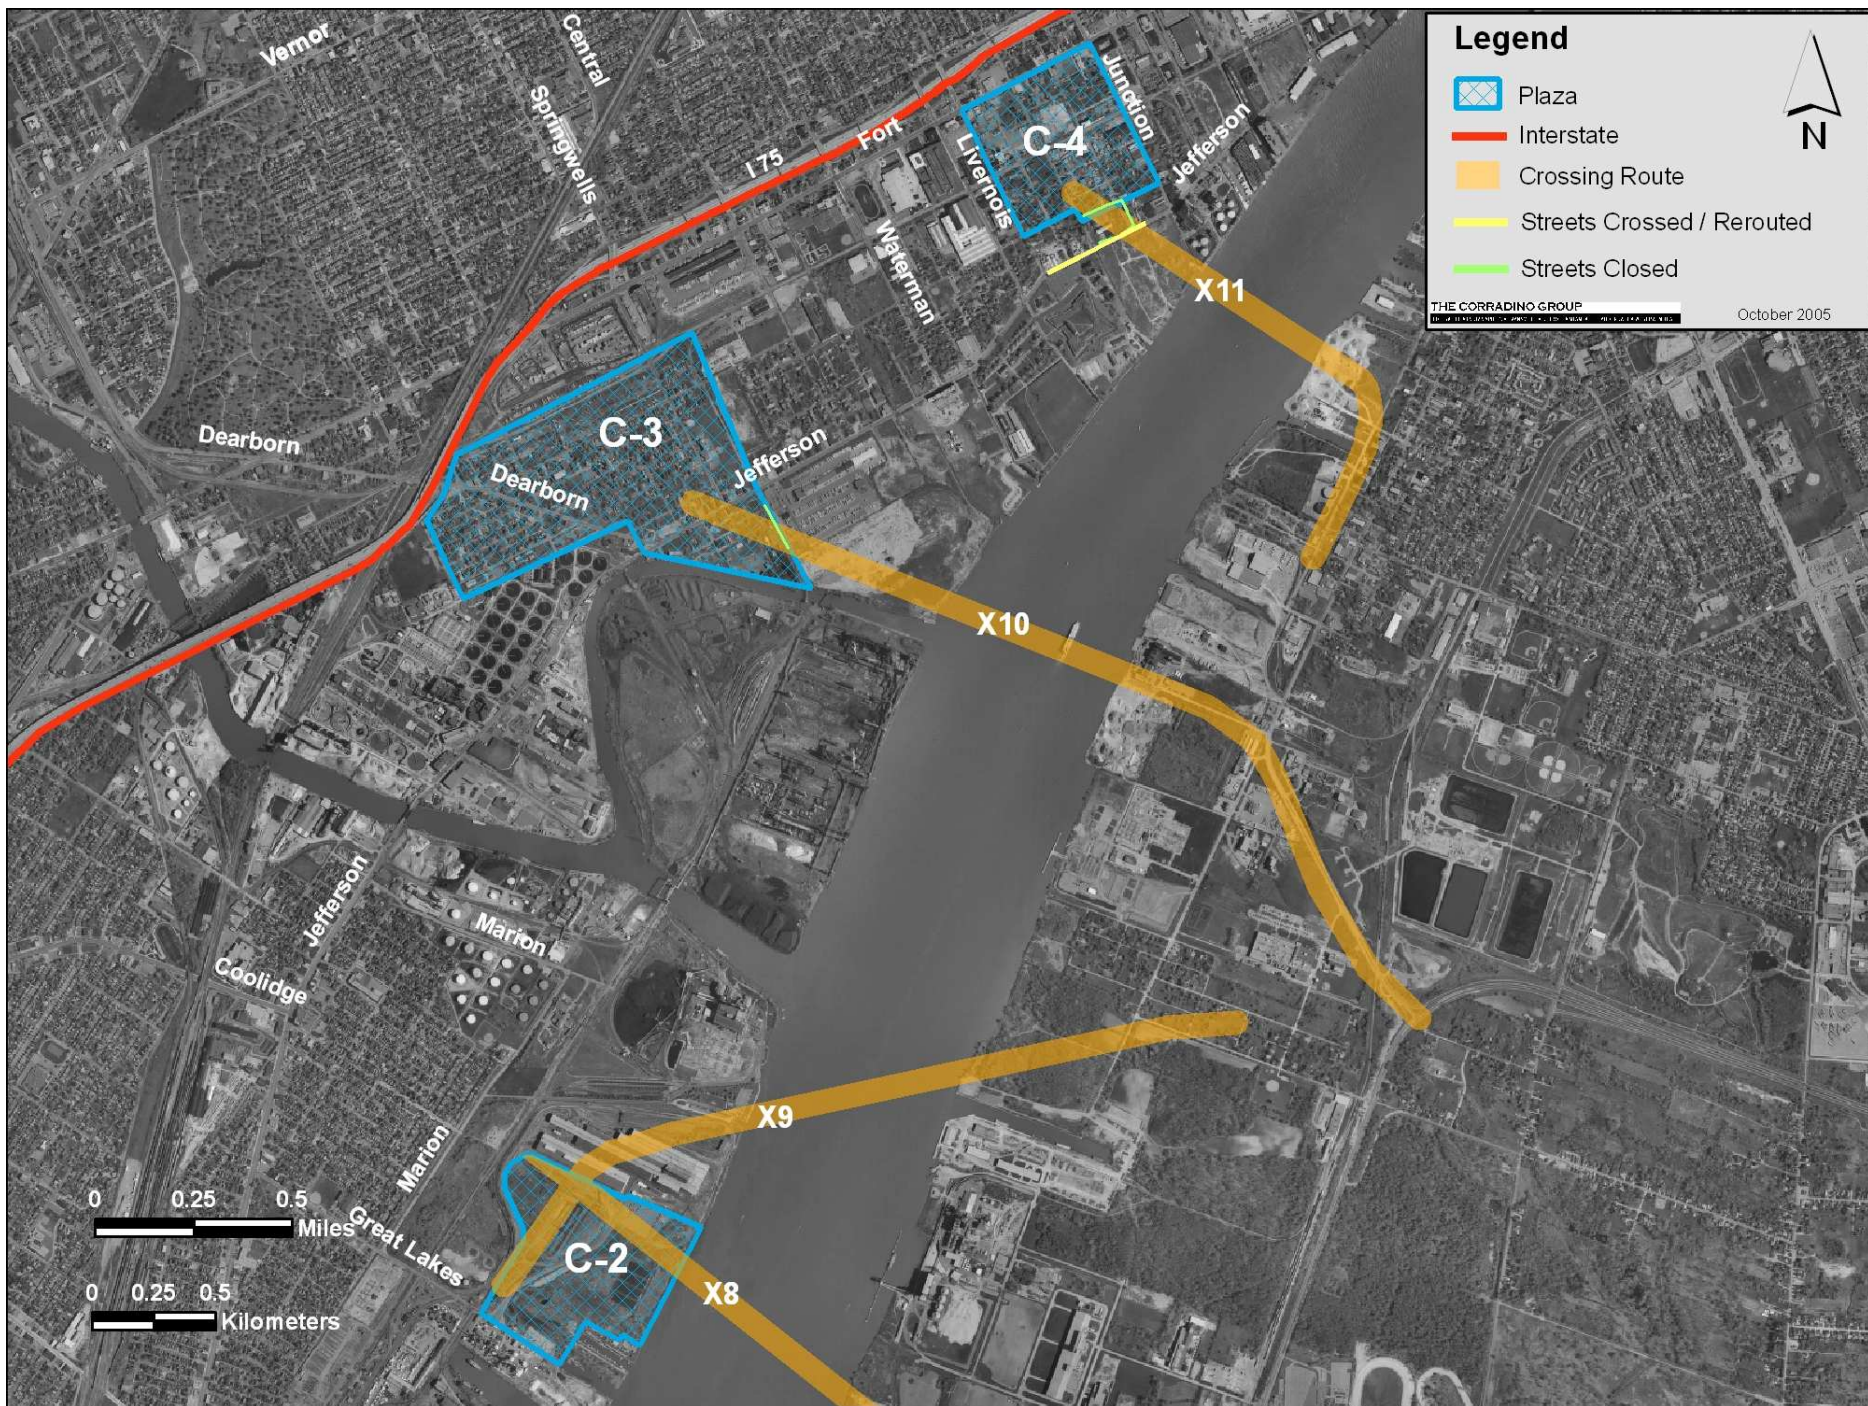 Legend
Plaza
Interstate
Crossing Route
Streets Crossed / Rerouted
Streets Closed
N
THE CORRADINO GROUP
October 2005
Vernor
Central
Springwells
I 75
Fort
Livernois
Junction
Jefferson
C-4
Waterman
X11
Dearborn
C-3
Dearborn
Jefferson
X10
Jefferson
Marion
Coolidge
X9
Marion
Great Lakes
C-2
X8
0 0.25 0.5
Miles
0 0.25 0.5
Kilometers